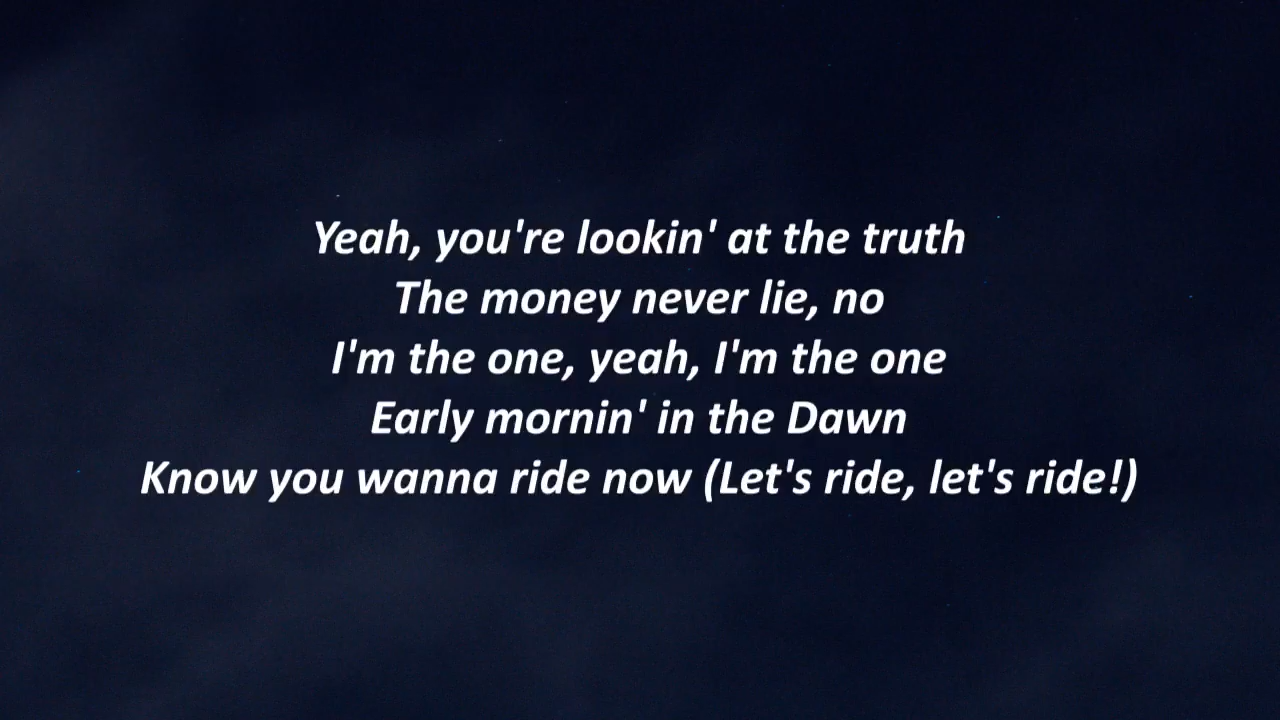 Yeah, you're lookin' at the truth
The money never lie, no
I'm the one, yeah, I'm the one
Early mornin' in the Dawn
Know you wanna ride now (Let's ride, let's ride!)